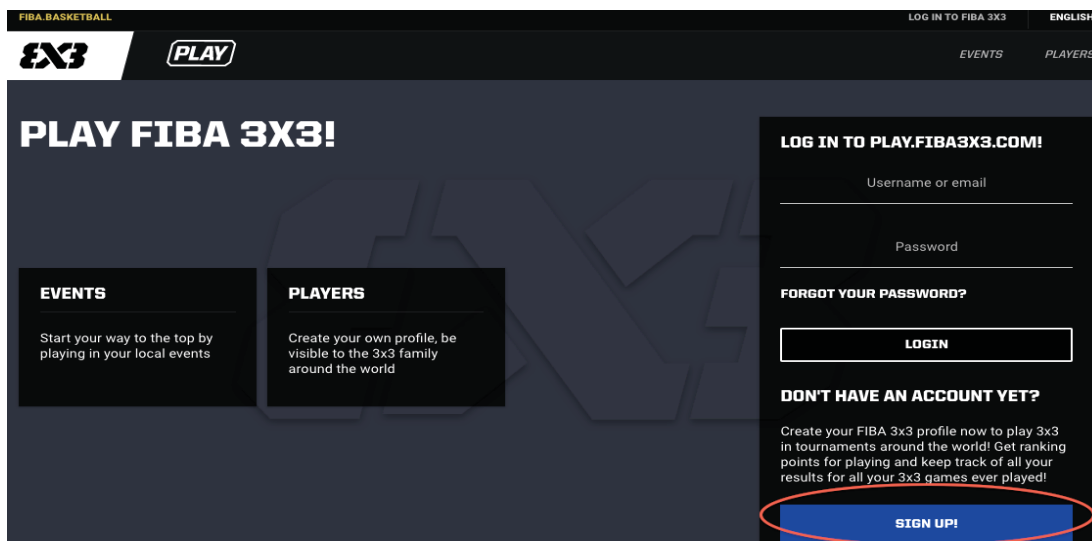 FIBA.BASKETBALL
LOG IN TO FIBA 3X3
ENGLISH
3X3
PLAY
EVENTS
PLAYERS
PLAY FIBA 3X3!
EVENTS
Start your way to the top by
playing in your local events
PLAYERS
Create your own profile, be
visible to the 3x3 family
around the world
LOG IN TO PLAY.FIBA3X3.COM!
Username or email
Password
FORGOT YOUR PASSWORD?
LOGIN
DON'T HAVE AN ACCOUNT YET?
Create your FIBA 3x3 profile now to play 3x3
in tournaments around the world! Get ranking
points for playing and keep track of all your
results for all your 3x3 games ever played!
SIGN UP!